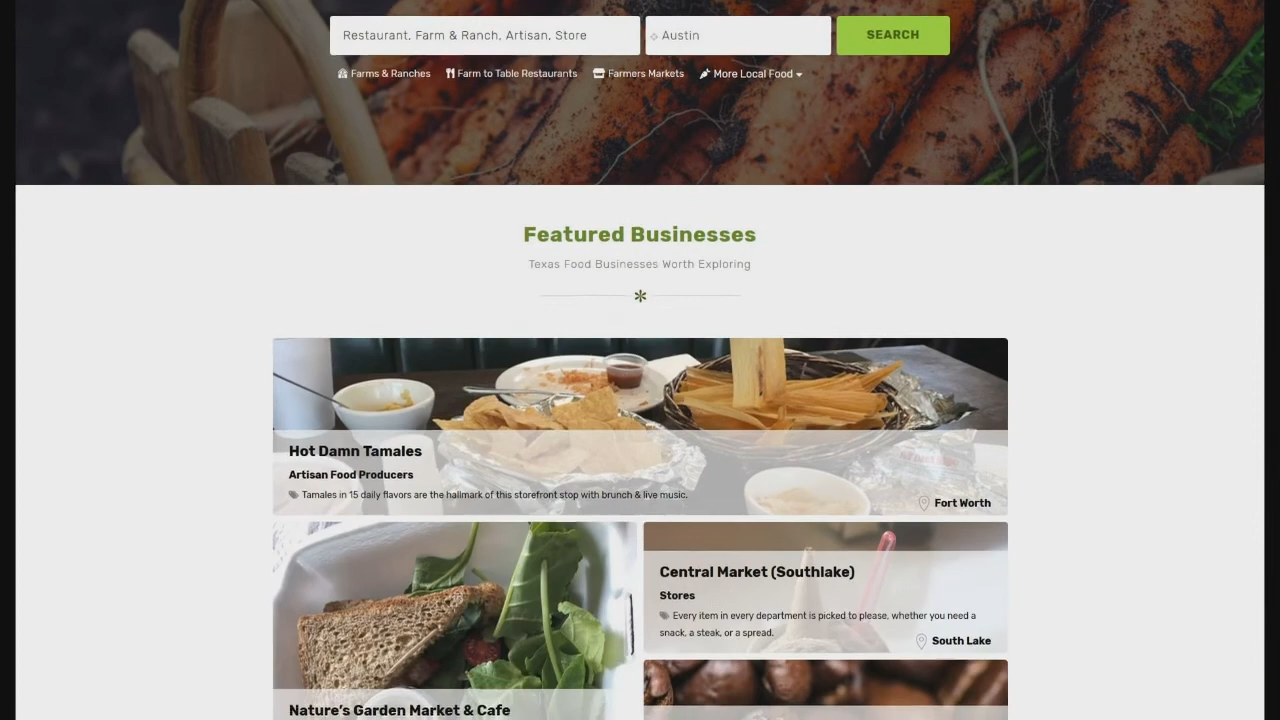 Restaurant, Farm & Ranch, Artisan, Store
Austin
SEARCH
Farms & Ranches
Farm to Table Restaurants
Farmers Markets
More Local Food
Featured Businesses
Texas Food Businesses Worth Exploring
Hot Damn Tamales
Artisan Food Producers
Tamales in 15 daily flavors are the hallmark of this storefront stop with brunch & live music.
Fort Worth
Central Market (Southlake)
Stores
Every item in every department is picked to please, whether you need a
snack, a steak, or a spread.
South Lake
Nature's Garden Market & Cafe